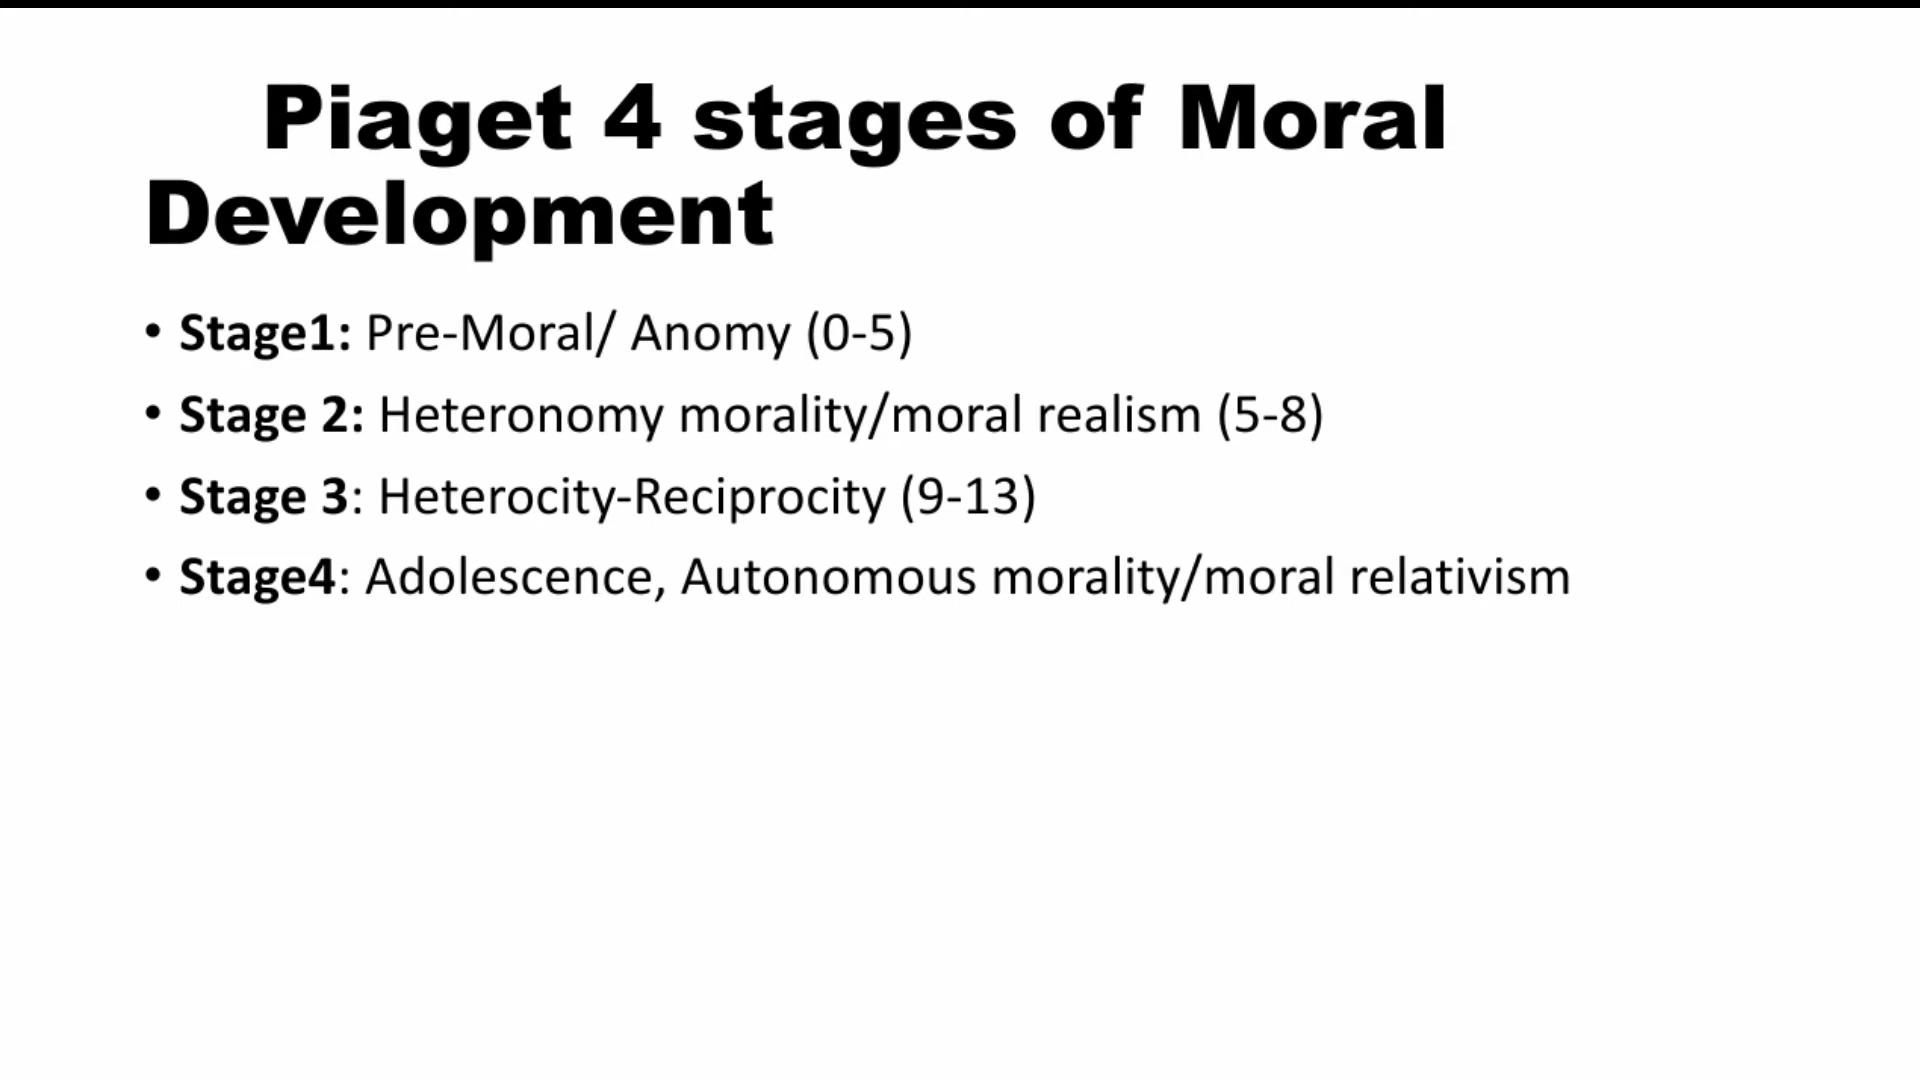 Piaget 4 stages of Moral
Development
• Stage1: Pre-Moral/ Anomy (0-5)
• Stage 2: Heteronomy morality/moral realism (5-8)
• Stage 3: Heterocity-Reciprocity (9-13)
• Stage4: Adolescence, Autonomous morality/moral relativism